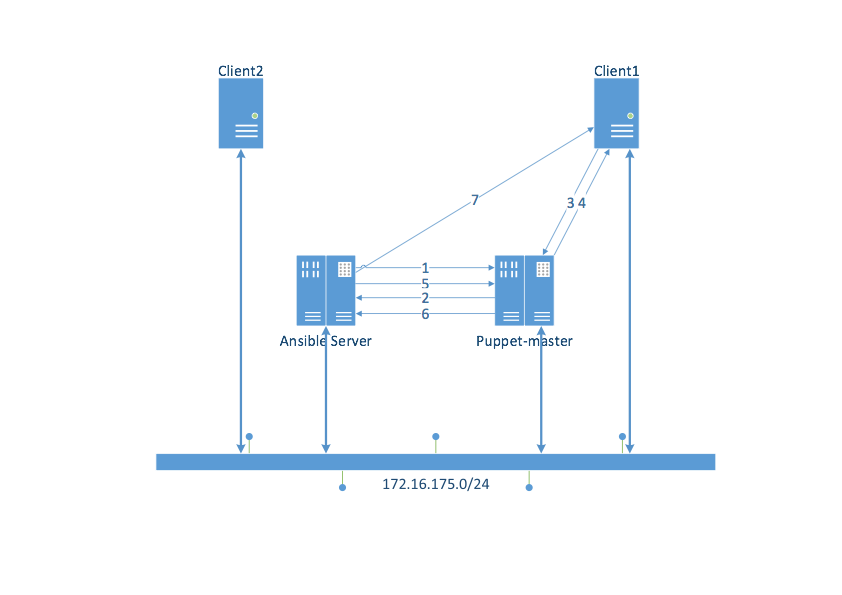 Client2
Client1
7
3 4
1
5
2
6
Ansible Server
Puppet-master
172.16.175.0/24